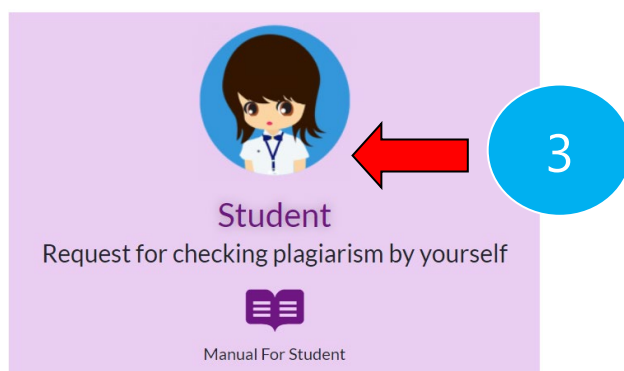 3
Student
Request for checking plagiarism by yourself
Manual For Student